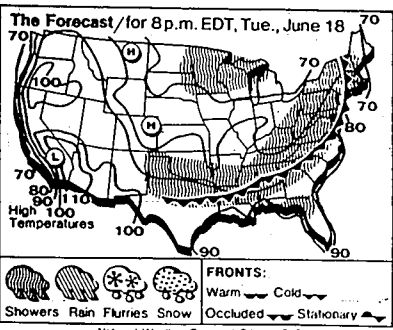 The Forecast/for 8 p.m. EDT, Tue., June 18
70
70
70
H
100
70
80
H
L
70
80
90
100
110
High
Temperatures
100
90
90
Showers Rain Flurries Snow
FRONTS:
Warm Cold
Occluded Stationary